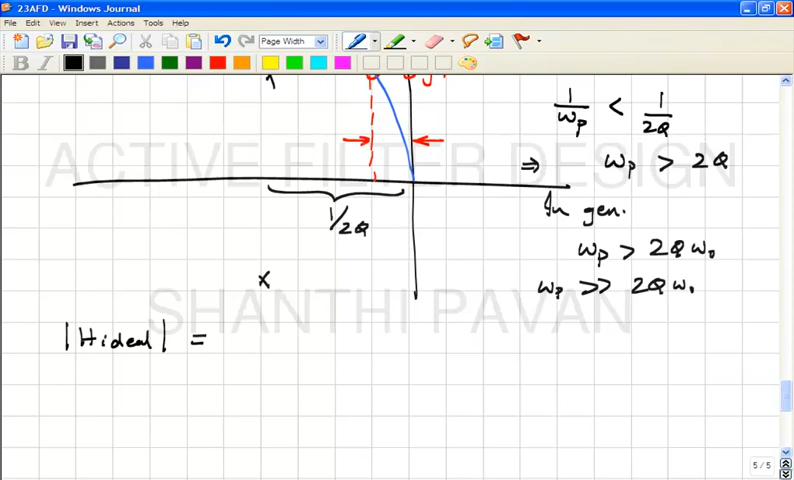 23AFD - Windows Journal
File Edit View Insert Actions Tools Help
Page Width
B I
1/ωp < 1/2Q
ACTIVE FILTER DESIGN
⇒ ωp > 2Q
1/2Q
In gen.
ωp > 2Qω₀
x
ωp >> 2Qω₀
SHANTHI PAVAN
|Hideal| =
5 / 5